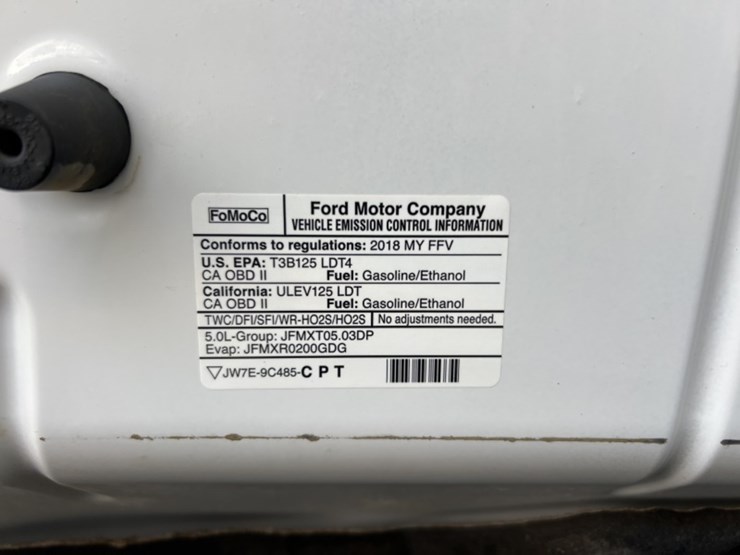 FoMoCo
Ford Motor Company
VEHICLE EMISSION CONTROL INFORMATION
Conforms to regulations: 2018 MY FFV
U.S. EPA: T3B125 LDT4
CA OBD II Fuel: Gasoline/Ethanol
California: ULEV125 LDT
CA OBD II Fuel: Gasoline/Ethanol
TWC/DFI/SFI/WR-HO2S/HO2S No adjustments needed.
5.0L-Group: JFMXT05.03DP
Evap: JFMXR0200GDG
JW7E-9C485-C P T